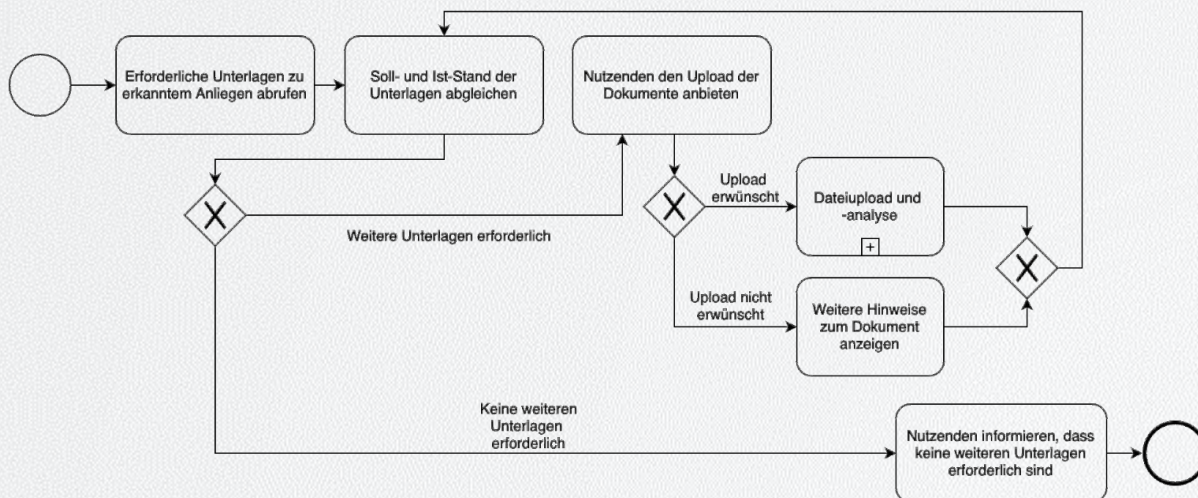 Erforderliche Unterlagen zu
erkanntem Anliegen abrufen
Soll- und Ist-Stand der
Unterlagen abgleichen
Nutzenden den Upload der
Dokumente anbieten
Weitere Unterlagen erforderlich
Upload
erwünscht
Dateiupload und
-analyse
Upload nicht
erwünscht
Weitere Hinweise
zum Dokument
anzeigen
Keine weiteren
Unterlagen
erforderlich
Nutzenden informieren, dass
keine weiteren Unterlagen
erforderlich sind